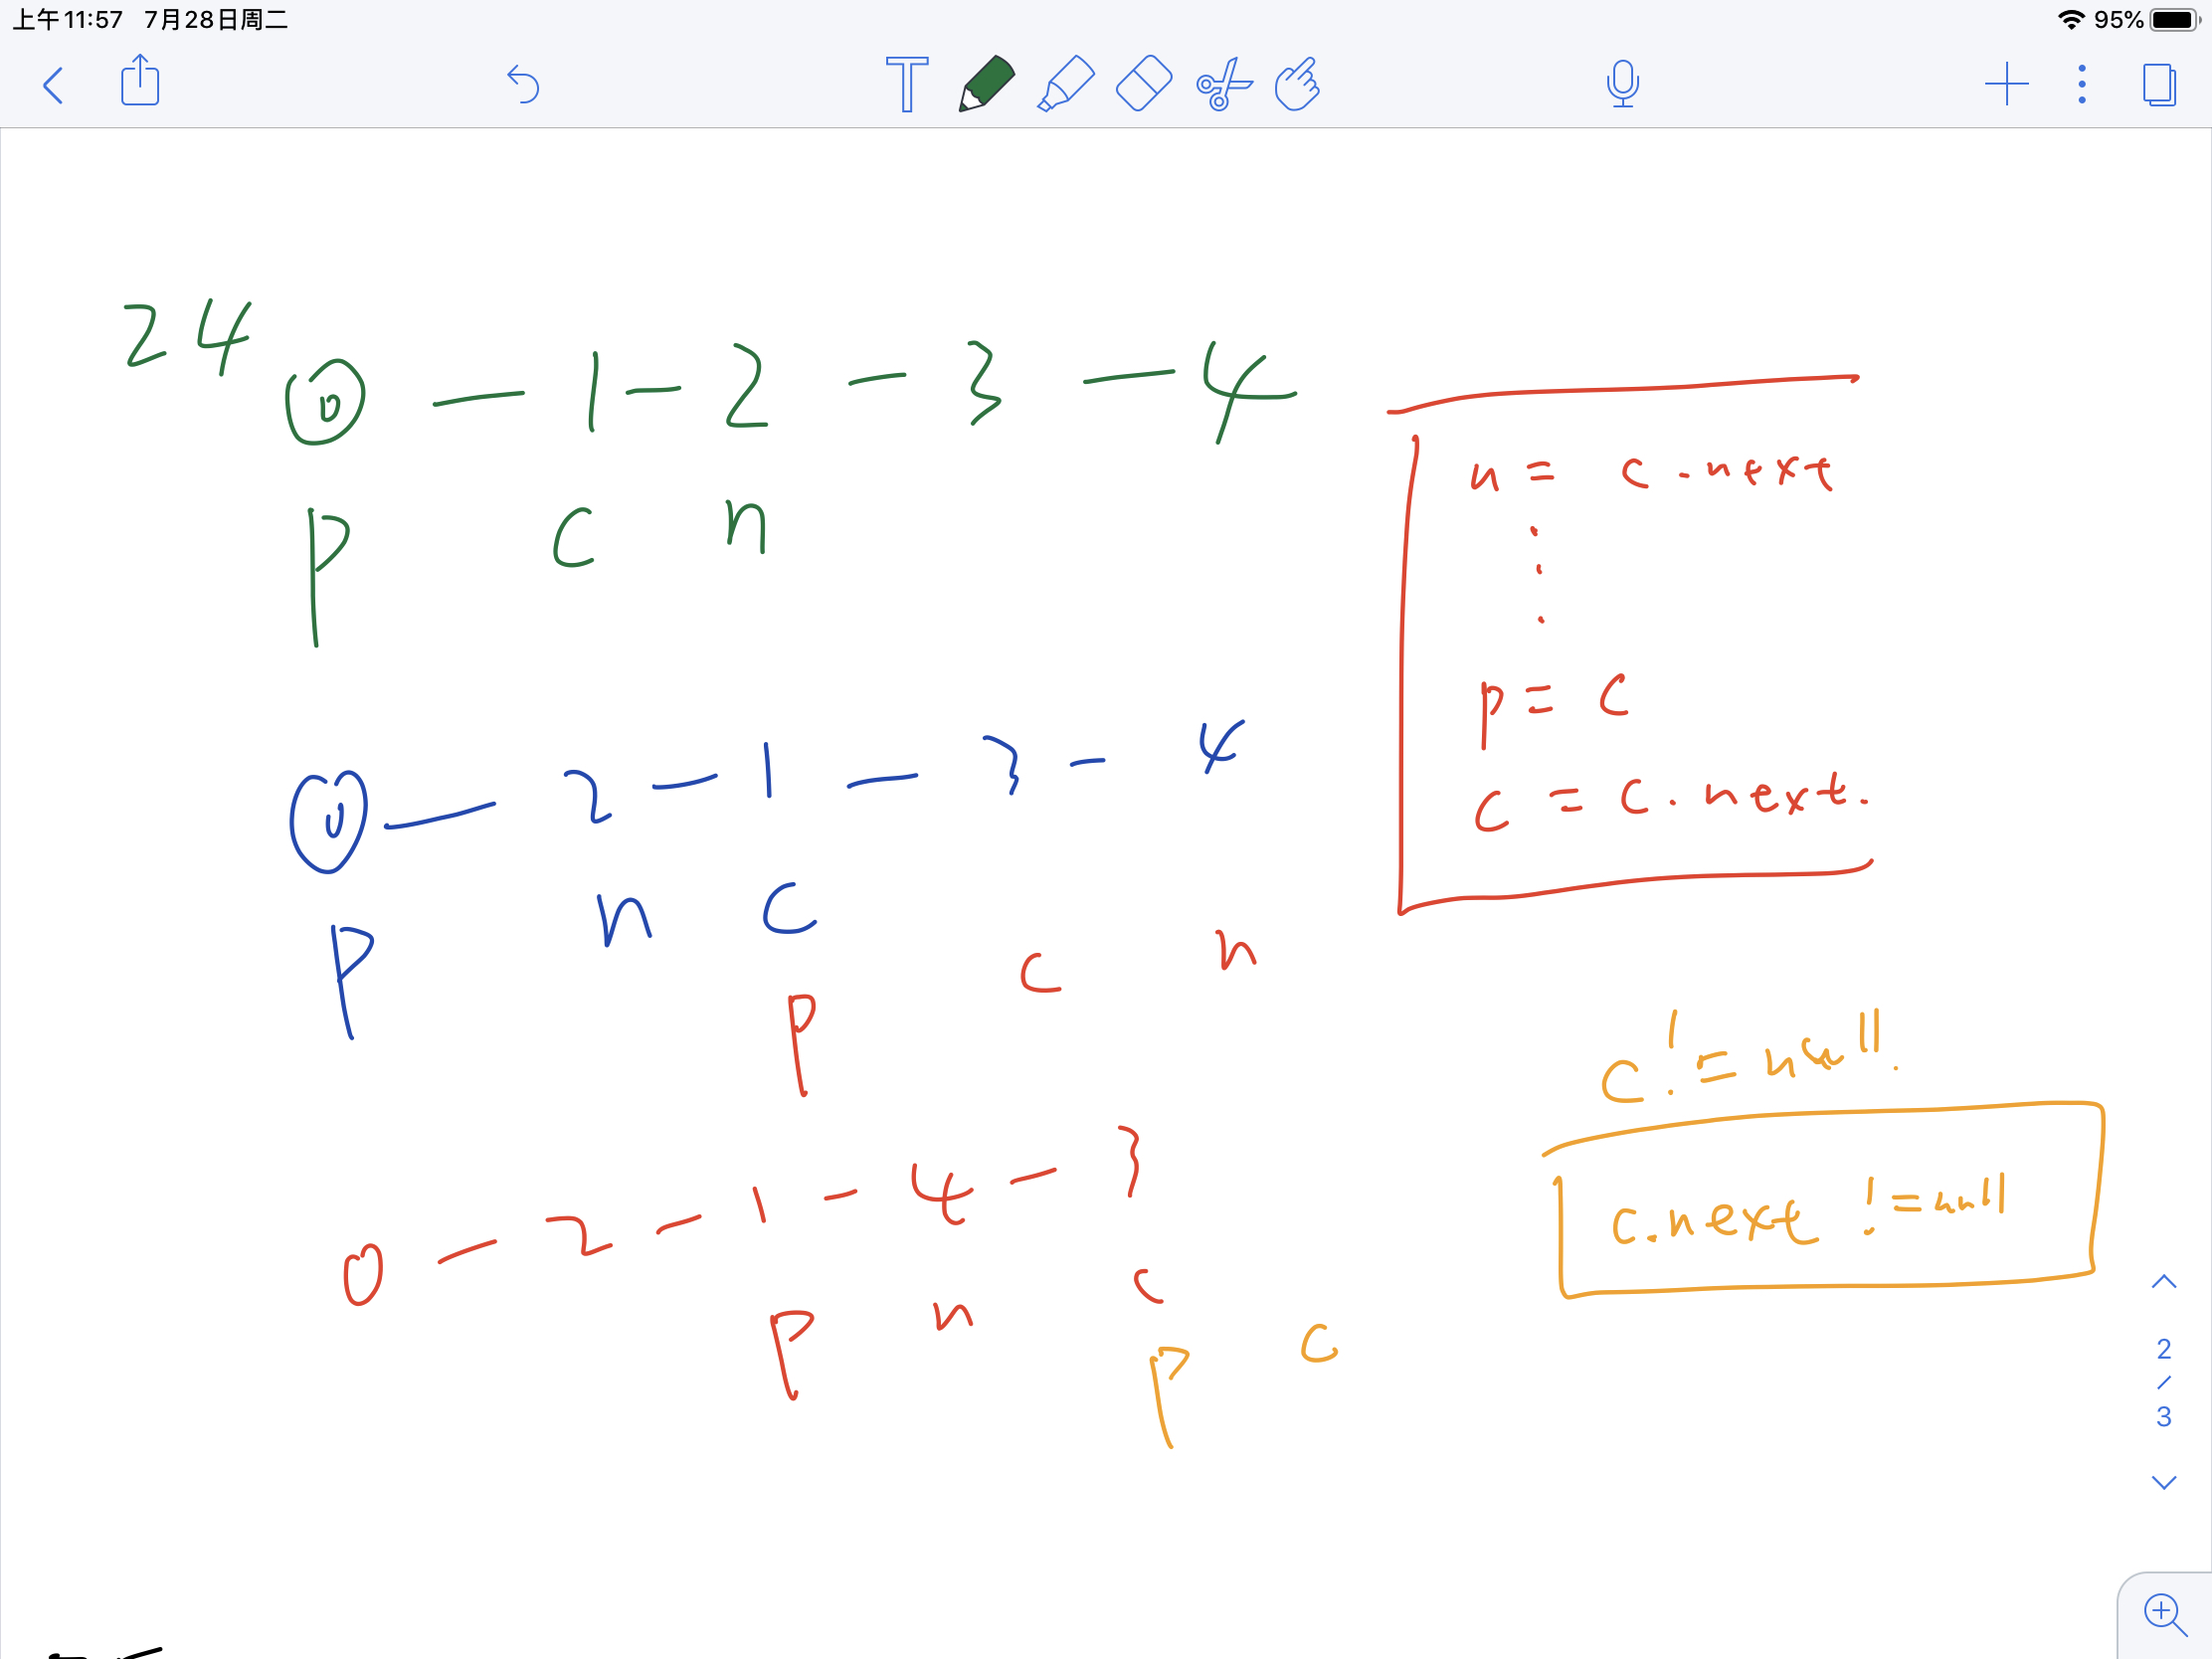 上午11:57 7月28日周二
95%
T
24
0 — 1 - 2 - 3 - 4
p c n
n = c.next
.
.
.
p = c
c = c.next.
0 — 2 - 1 - 3 - 4
p n c
p c n
c != null.
c.next != null
0 - 2 - 1 - 4 - 3
p n c
p c
2
/
3